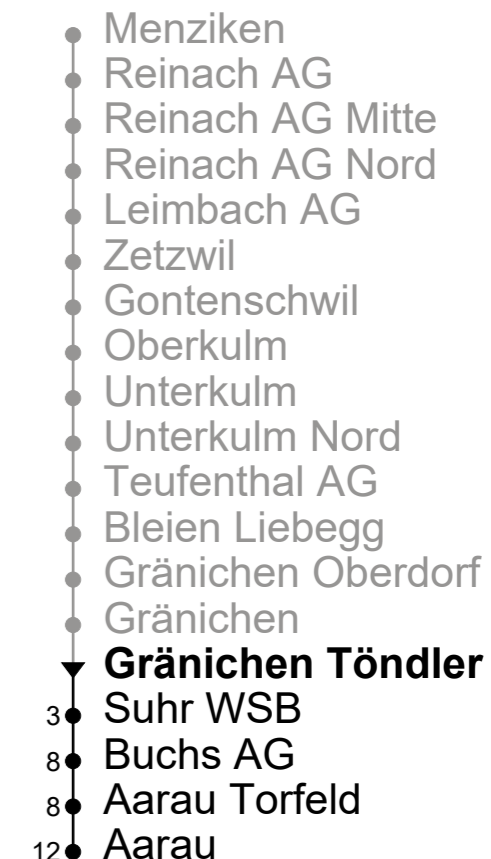 Menziken
Reinach AG
Reinach AG Mitte
Reinach AG Nord
Leimbach AG
Zetzwil
Gontenschwil
Oberkulm
Unterkulm
Unterkulm Nord
Teufenthal AG
Bleien Liebegg
Gränichen Oberdorf
Gränichen
Gränichen Töndler
3 Suhr WSB
8 Buchs AG
8 Aarau Torfeld
12 Aarau